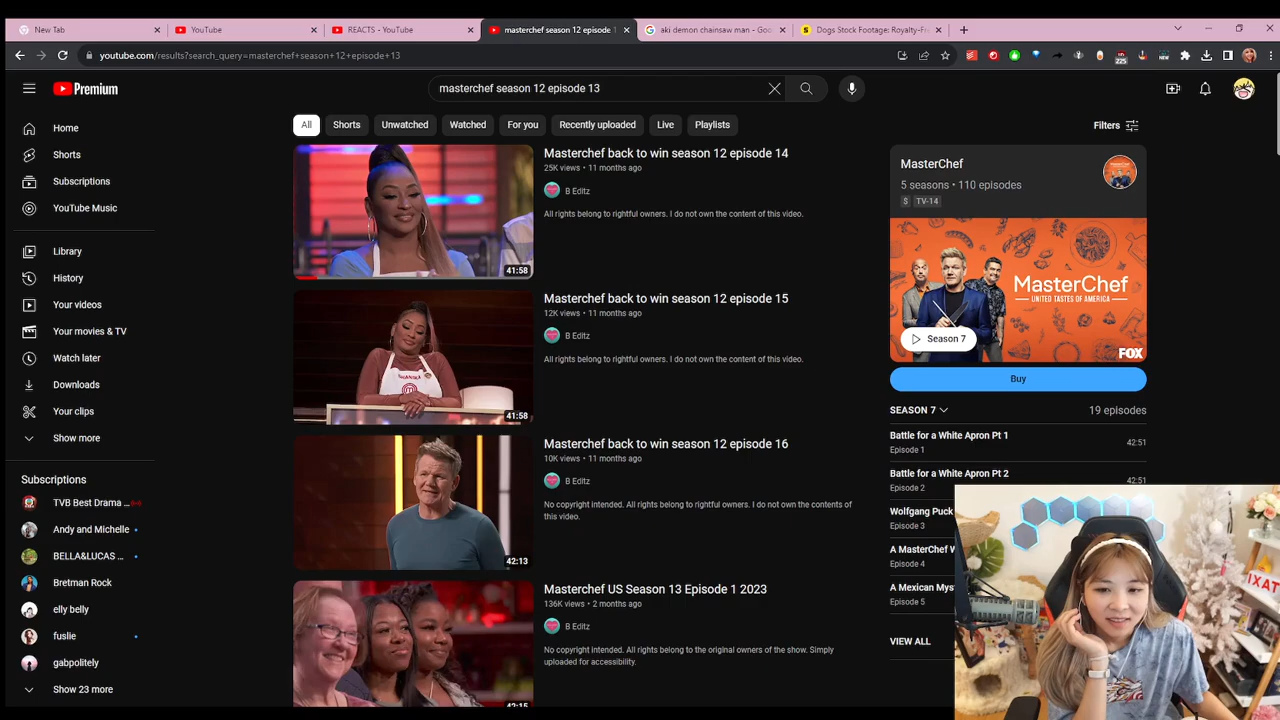 New Tab
YouTube
REACTS - YouTube
masterchef season 12 episode 1
aki demon chainsaw man - Goo
Dogs Stock Footage: Royalty-Fr
youtube.com/results?search_query=masterchef+season+12+episode+13
225
Premium
masterchef season 12 episode 13
All
Shorts
Unwatched
Watched
For you
Recently uploaded
Live
Playlists
Filters
Home
Shorts
Subscriptions
YouTube Music
Library
History
Your videos
Your movies & TV
Watch later
Downloads
Your clips
Show more
Subscriptions
TVB Best Drama ...
Andy and Michelle
BELLA&LUCAS ...
Bretman Rock
elly belly
fuslie
gabpolitely
Show 23 more
41:58
Masterchef back to win season 12 episode 14
25K views • 11 months ago
B Editz
All rights belong to rightful owners. I do not own the content of this video.
41:58
Masterchef back to win season 12 episode 15
12K views • 11 months ago
B Editz
All rights belong to rightful owners. I do not own the content of this video.
42:13
Masterchef back to win season 12 episode 16
10K views • 11 months ago
B Editz
No copyright intended. All rights belong to rightful owners. I do not own the content of
this video.
42:15
Masterchef US Season 13 Episode 1 2023
136K views • 2 months ago
B Editz
No copyright intended. All rights belong to the original owners of the show. Simply
uploaded for accessibility.
MasterChef
5 seasons • 110 episodes
$ TV-14
MASTERCHEF
UNITED TASTES OF AMERICA
Season 7
FOX
Buy
SEASON 7
19 episodes
Battle for a White Apron Pt 1
Episode 1
42:51
Battle for a White Apron Pt 2
Episode 2
42:51
Wolfgang Puck
Episode 3
A MasterChef W
Episode 4
A Mexican Mys
Episode 5
VIEW ALL